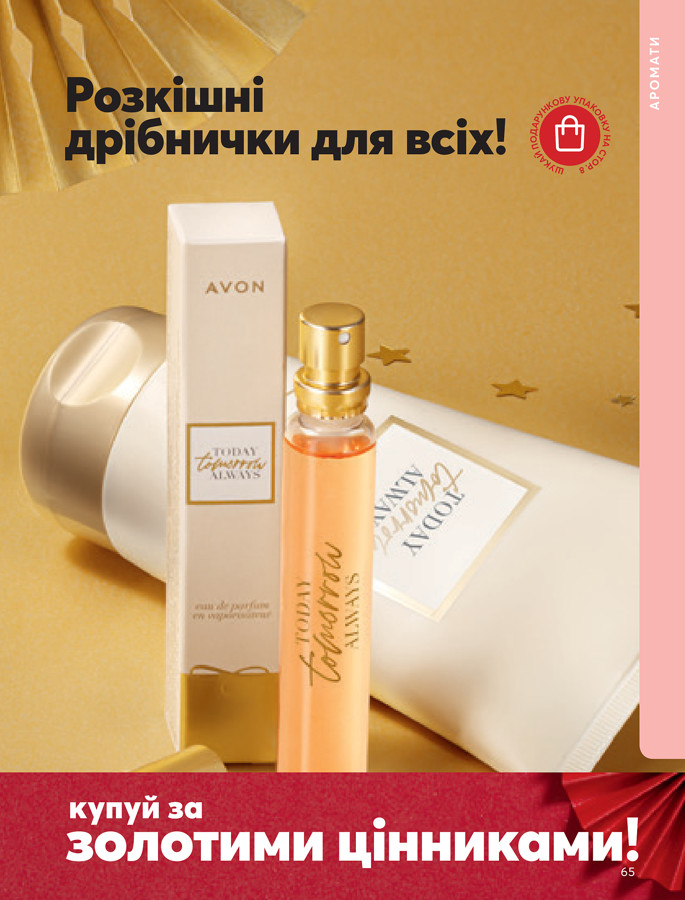 Розкішні
дрібнички для всіх!
ШУКАЙ ПОДАРУНКОВУ УПАКОВКУ НА СТОР. 8
АРОМАТИ
AVON
TODAY
tomorrow
ALWAYS
eau de parfum
en vaporisateur
TODAY
tomorrow
ALWAYS
TODAY
tomorrow
ALWAYS
купуй за
золотими цінниками!
65